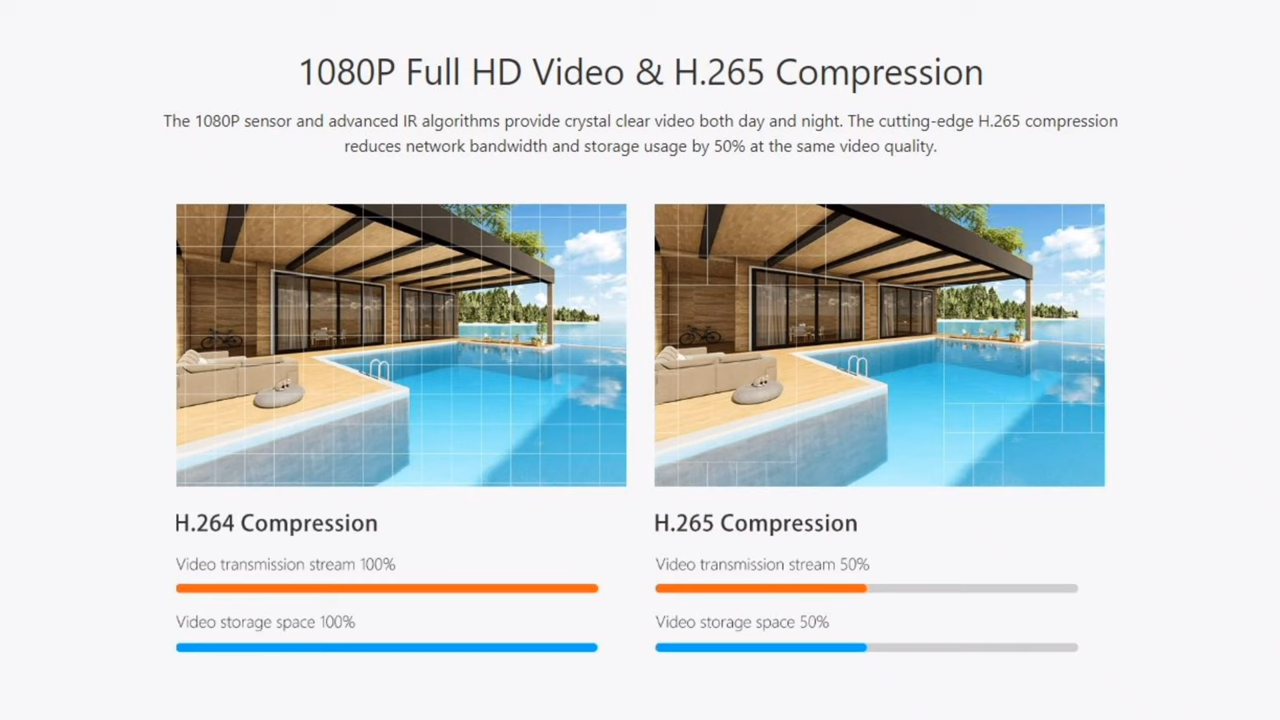 1080P Full HD Video & H.265 Compression
The 1080P sensor and advanced IR algorithms provide crystal clear video both day and night. The cutting-edge H.265 compression
reduces network bandwidth and storage usage by 50% at the same video quality.
H.264 Compression
Video transmission stream 100%
Video storage space 100%
H.265 Compression
Video transmission stream 50%
Video storage space 50%